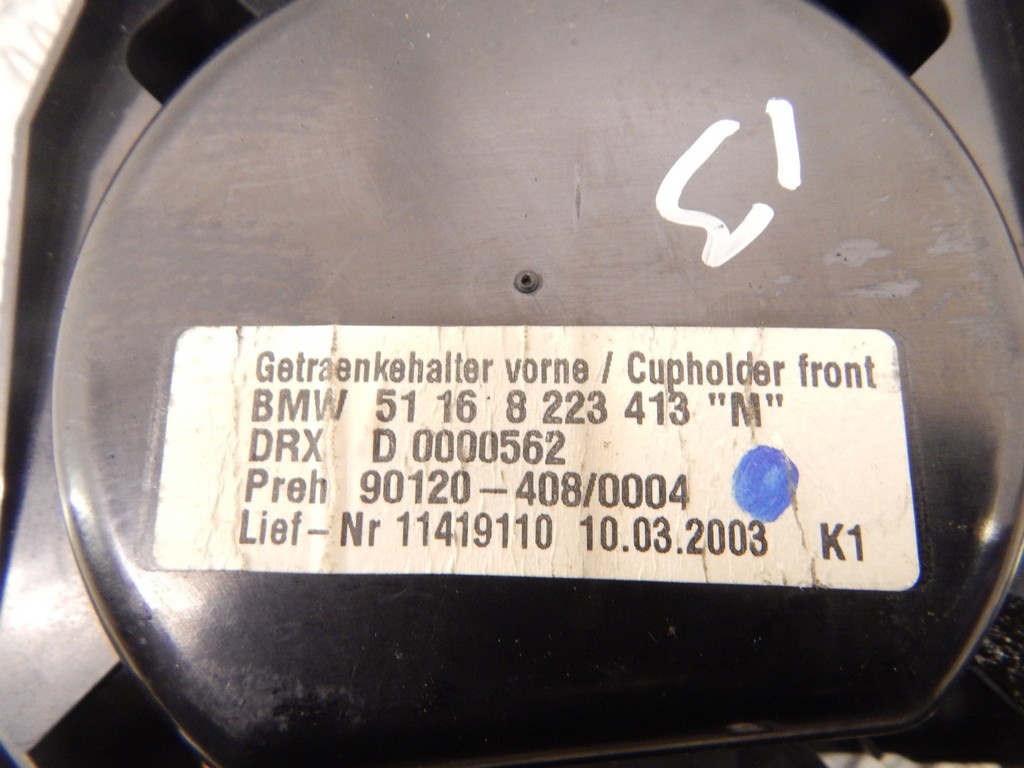 13
Getraenkehalter vorne / Cupholder front
BMW 51 16 8 223 413 "M"
DRX D 0000562
Preh 90120-408/0004
Lief-Nr 11419110 10.03.2003 K1